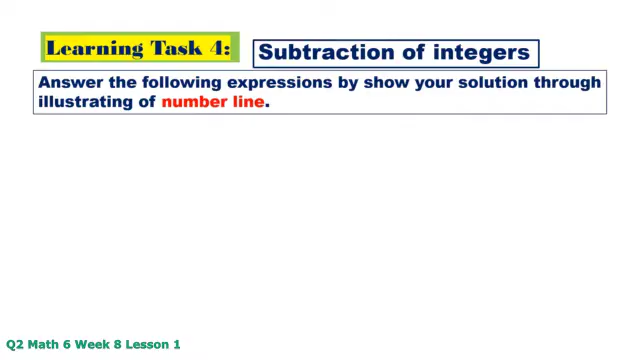 Learning Task 4:
Subtraction of integers
Answer the following expressions by show your solution through
illustrating of number line.
Q2 Math 6 Week 8 Lesson 1